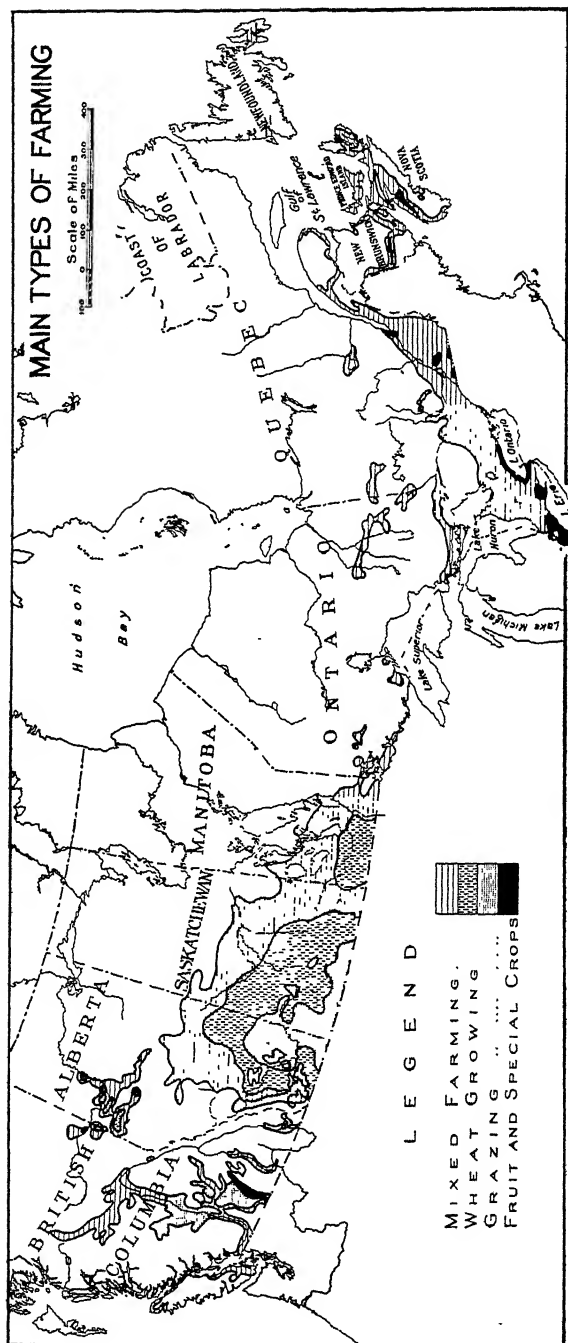 MAIN TYPES OF FARMING
Scale of Miles
100 0 100 200 300 400
NEWFOUNDLAND
COAST
OF
LABRADOR
Gulf
of
St Lawrence
PRINCE EDWARD
ISLAND
NEW
BRUNSWICK
NOVA
SCOTIA
QUEBEC
Hudson
Bay
ONTARIO
L Ontario
L Erie
Lake
Huron
Lake Michigan
Lake Superior
MANITOBA
SASKATCHEWAN
ALBERTA
BRITISH
COLUMBIA
LEGEND
MIXED FARMING.
WHEAT GROWING
GRAZING
FRUIT AND SPECIAL CROPS